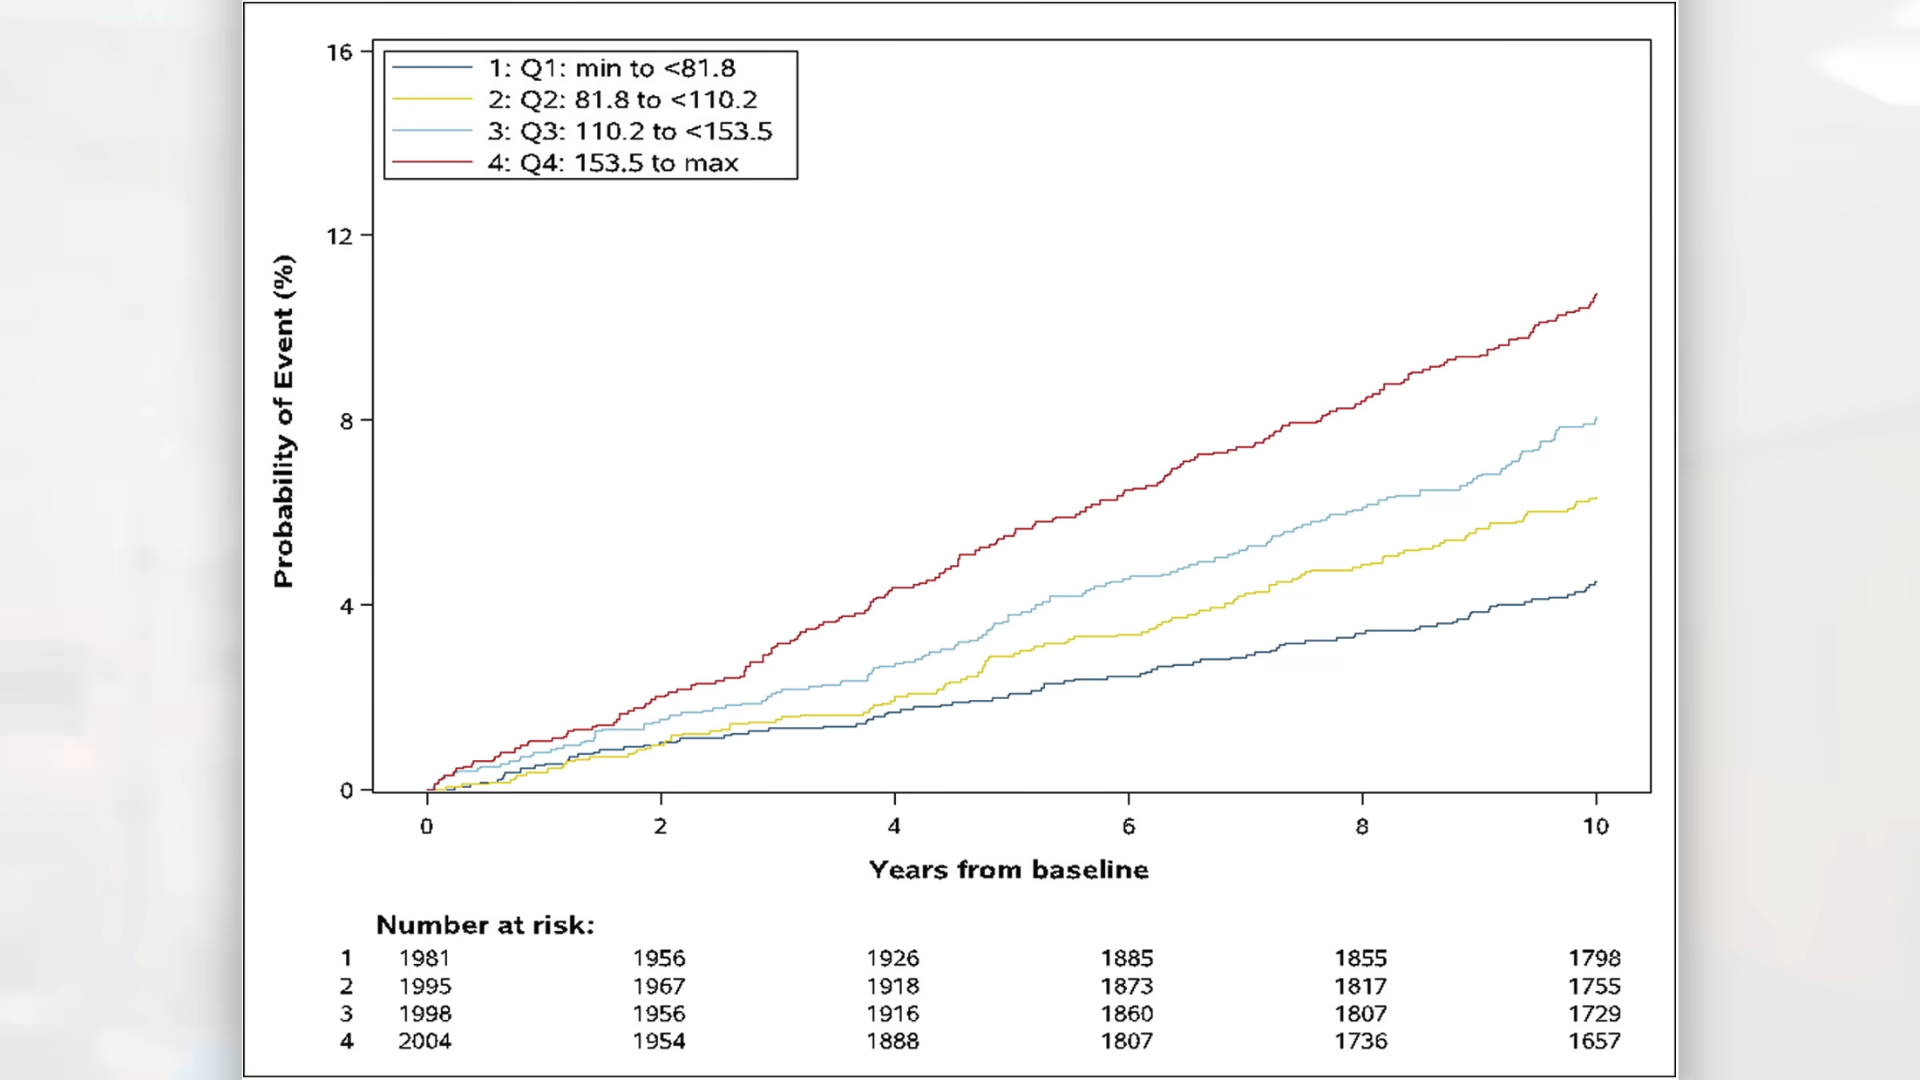 16
1: Q1: min to <81.8
2: Q2: 81.8 to <110.2
3: Q3: 110.2 to <153.5
4: Q4: 153.5 to max
12
8
4
0
Probability of Event (%)
0 2 4 6 8 10
Years from baseline
Number at risk:
1 1981 1956 1926 1885 1855 1798
2 1995 1967 1918 1873 1817 1755
3 1998 1956 1916 1860 1807 1729
4 2004 1954 1888 1807 1736 1657